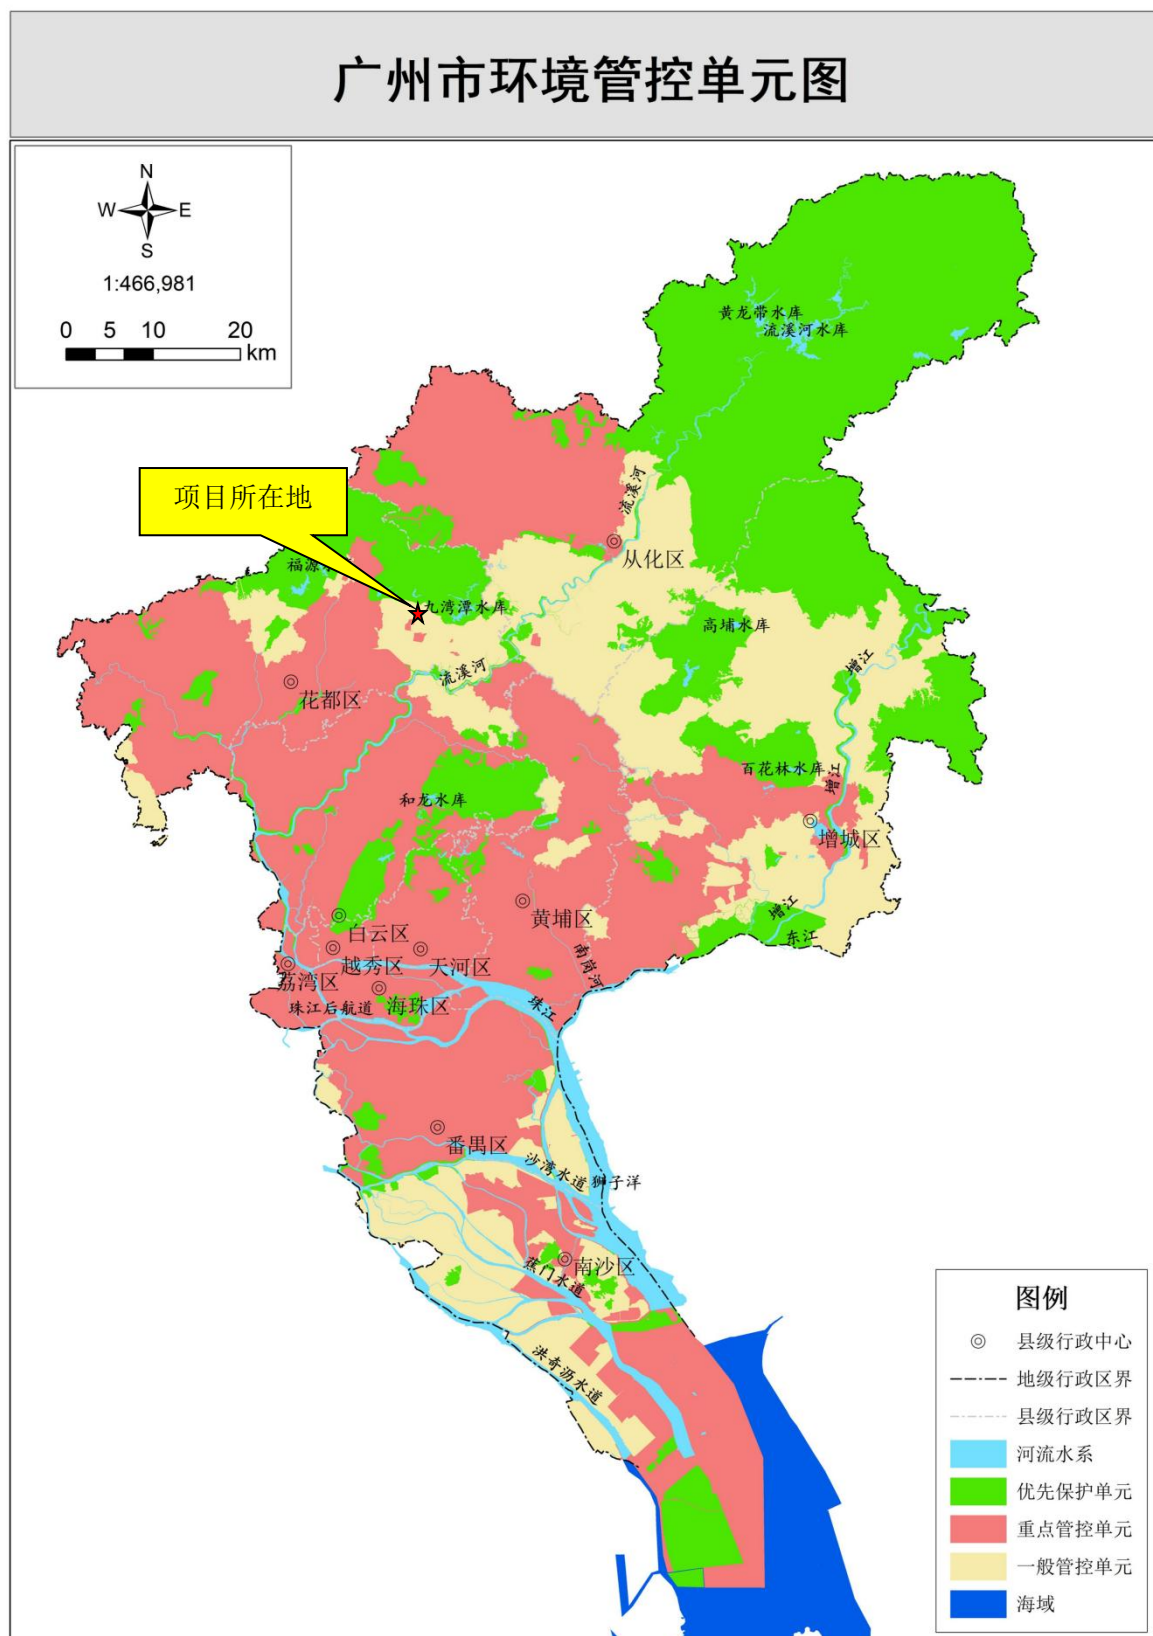 广州市环境管控单元图
N
W
E
S
1:466,981
0 5 10 20
km
黄龙带水库
流溪河水库
流溪河
项目所在地
从化区
福源
九湾潭水库
高埔水库
增江
流溪河
花都区
百花林水库
增江
和龙水库
增城区
黄埔区
增江
白云区
东江
越秀区
天河区
南岗河
荔湾区
海珠区
珠江
珠江后航道
番禺区
沙湾水道
狮子洋
南沙区
蕉门水道
洪奇沥水道
图例
县级行政中心
地级行政区界
县级行政区界
河流水系
优先保护单元
重点管控单元
一般管控单元
海域